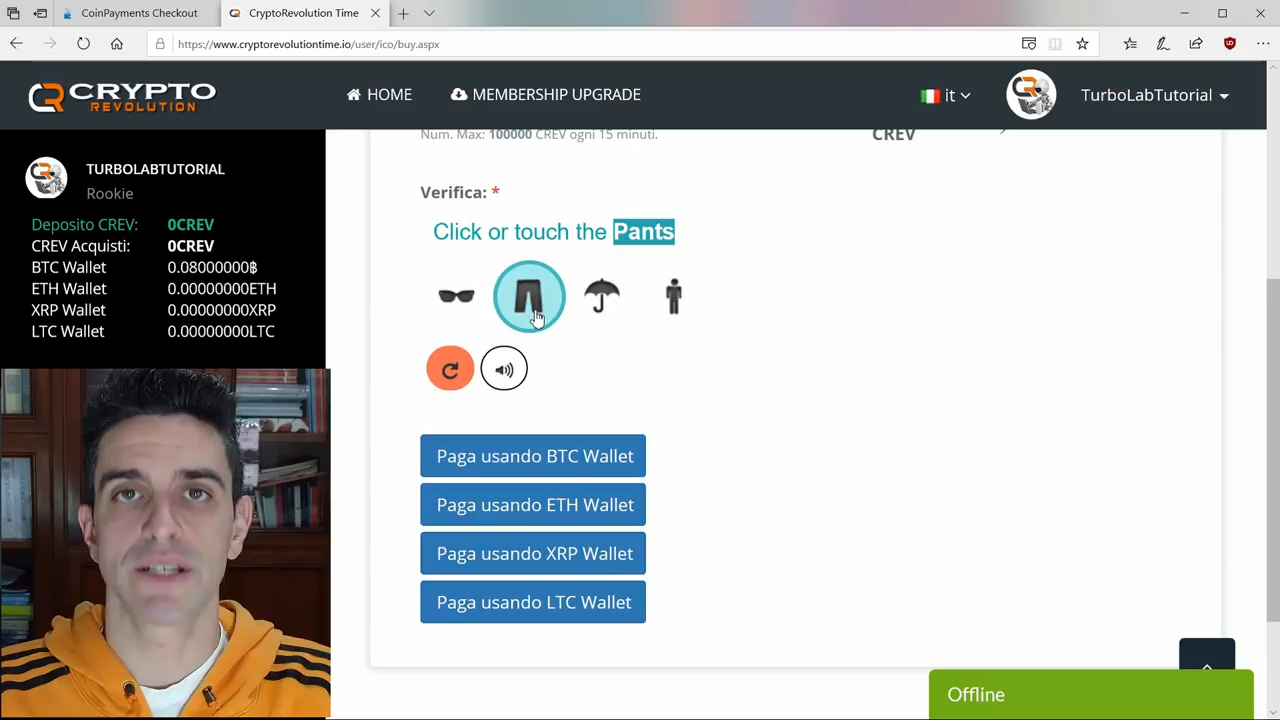 CoinPayments Checkout
CryptoRevolution Time
https://www.cryptorevolutiontime.io/user/ico/buy.aspx
CRYPTO
REVOLUTION
HOME
MEMBERSHIP UPGRADE
it
TurboLabTutorial
TURBOLABTUTORIAL
Rookie
Deposito CREV: 0CREV
CREV Acquisti: 0CREV
BTC Wallet 0.08000000฿
ETH Wallet 0.00000000ETH
XRP Wallet 0.00000000XRP
LTC Wallet 0.00000000LTC
Num. Max: 100000 CREV ogni 15 minuti.
CREV
Verifica: *
Click or touch the Pants
Paga usando BTC Wallet
Paga usando ETH Wallet
Paga usando XRP Wallet
Paga usando LTC Wallet
Offline